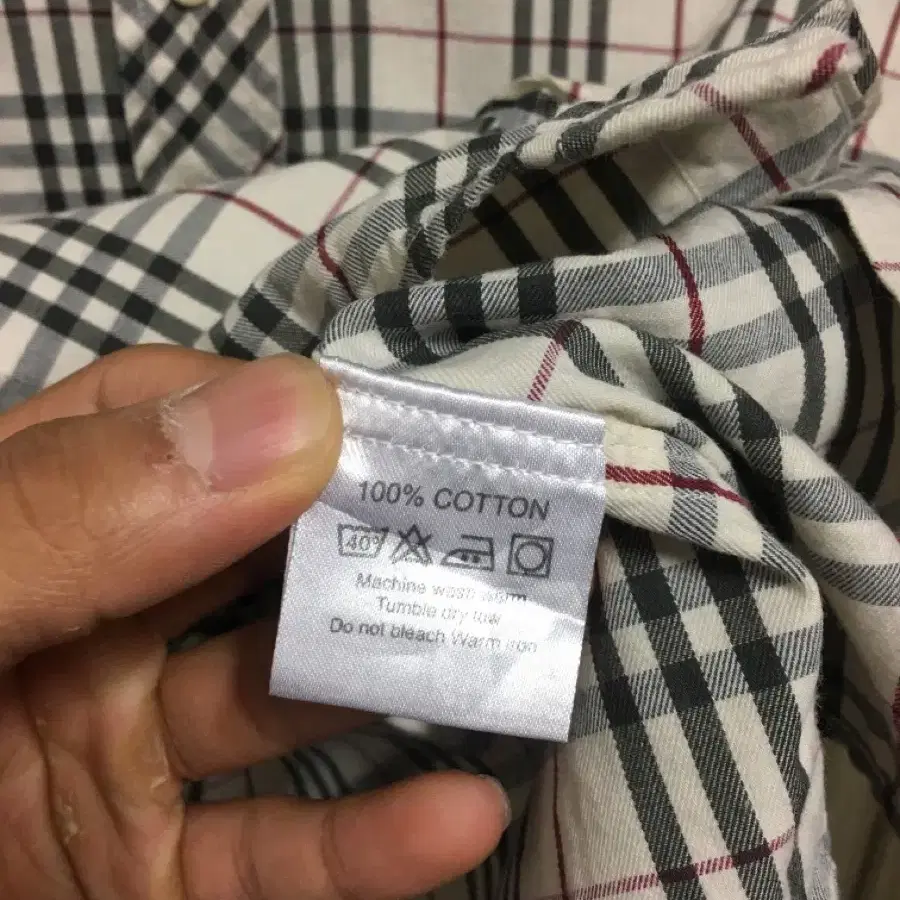 100% COTTON
40°
Machine wash warm
Tumble dry low
Do not bleach Warm iron